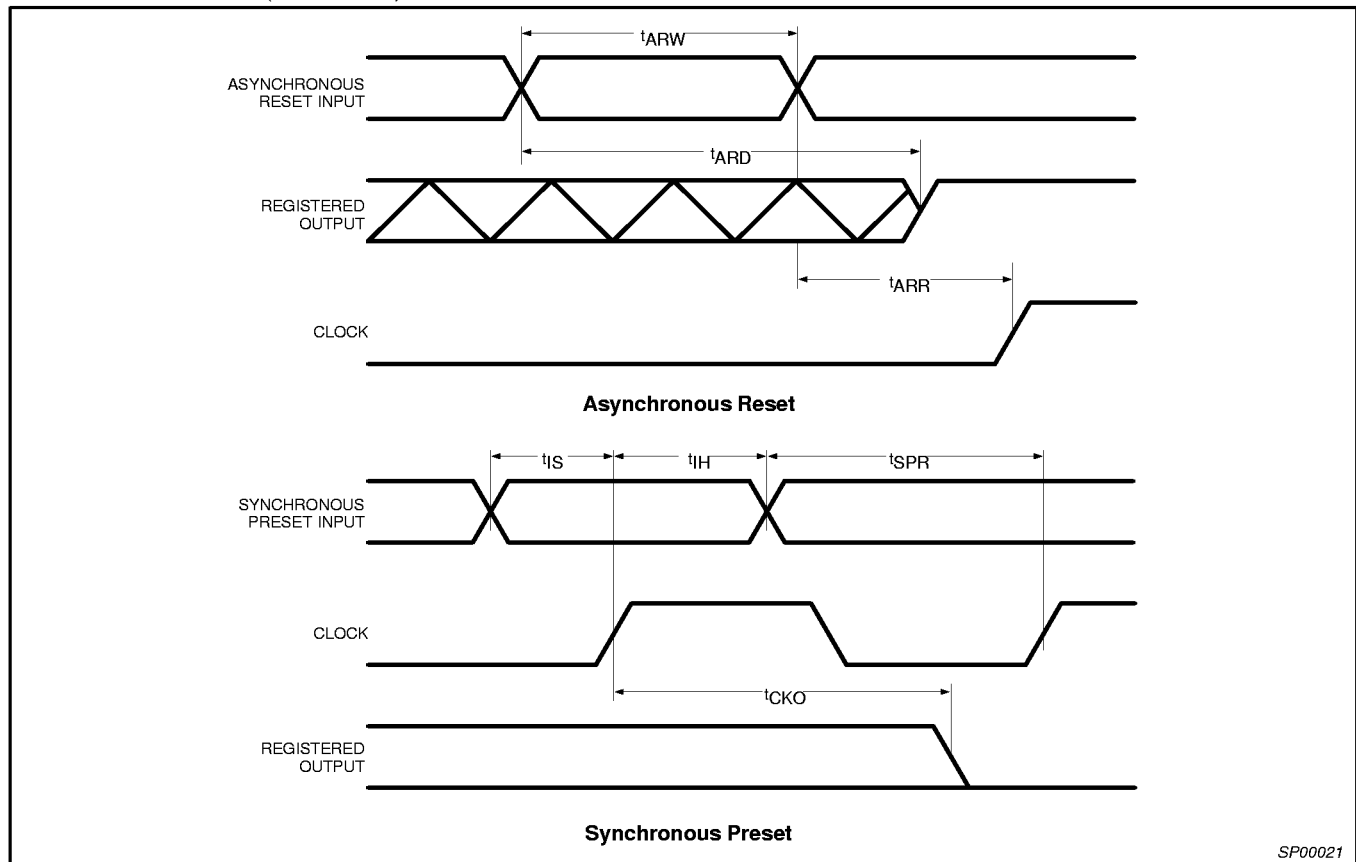 tARW
ASYNCHRONOUS
RESET INPUT
tARD
REGISTERED
OUTPUT
tARR
CLOCK
Asynchronous Reset
tIS tIH tSPR
SYNCHRONOUS
PRESET INPUT
CLOCK
tCKO
REGISTERED
OUTPUT
Synchronous Preset
SP00021